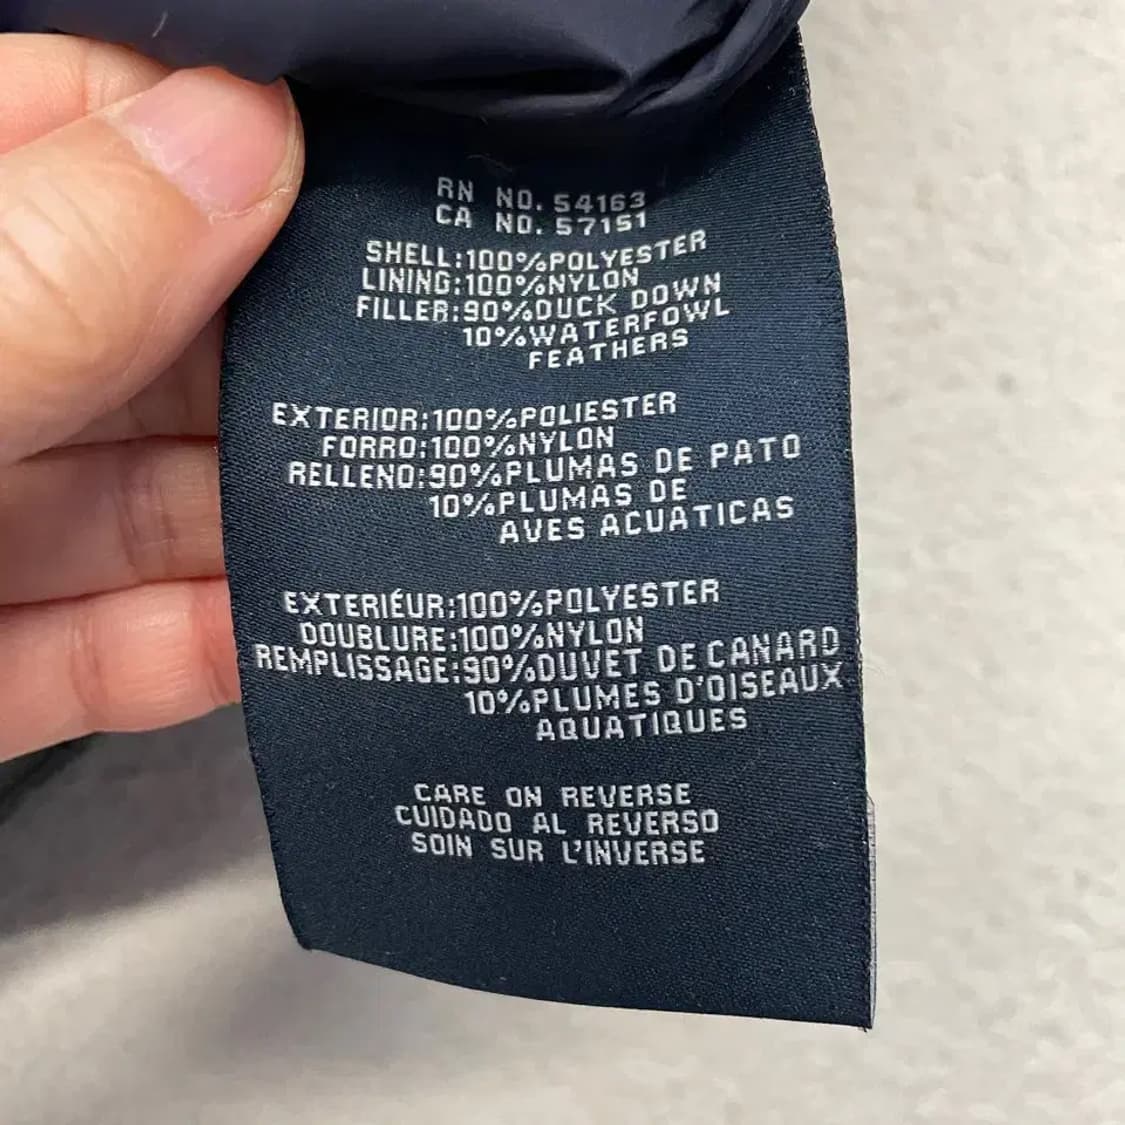 RN NO. 54163
CA NO. 57151
SHELL:100%POLYESTER
LINING:100%NYLON
FILLER:90%DUCK DOWN
10%WATERFOWL
FEATHERS
EXTERIOR:100%POLIESTER
FORRO:100%NYLON
RELLENO:90%PLUMAS DE PATO
10%PLUMAS DE
AVES ACUATICAS
EXTERIÉUR:100%POLYESTER
DOUBLURE:100%NYLON
REMPLISSAGE:90%DUVET DE CANARD
10%PLUMES D'OISEAUX
AQUATIQUES
CARE ON REVERSE
CUIDADO AL REVERSO
SOIN SUR L'INVERSE